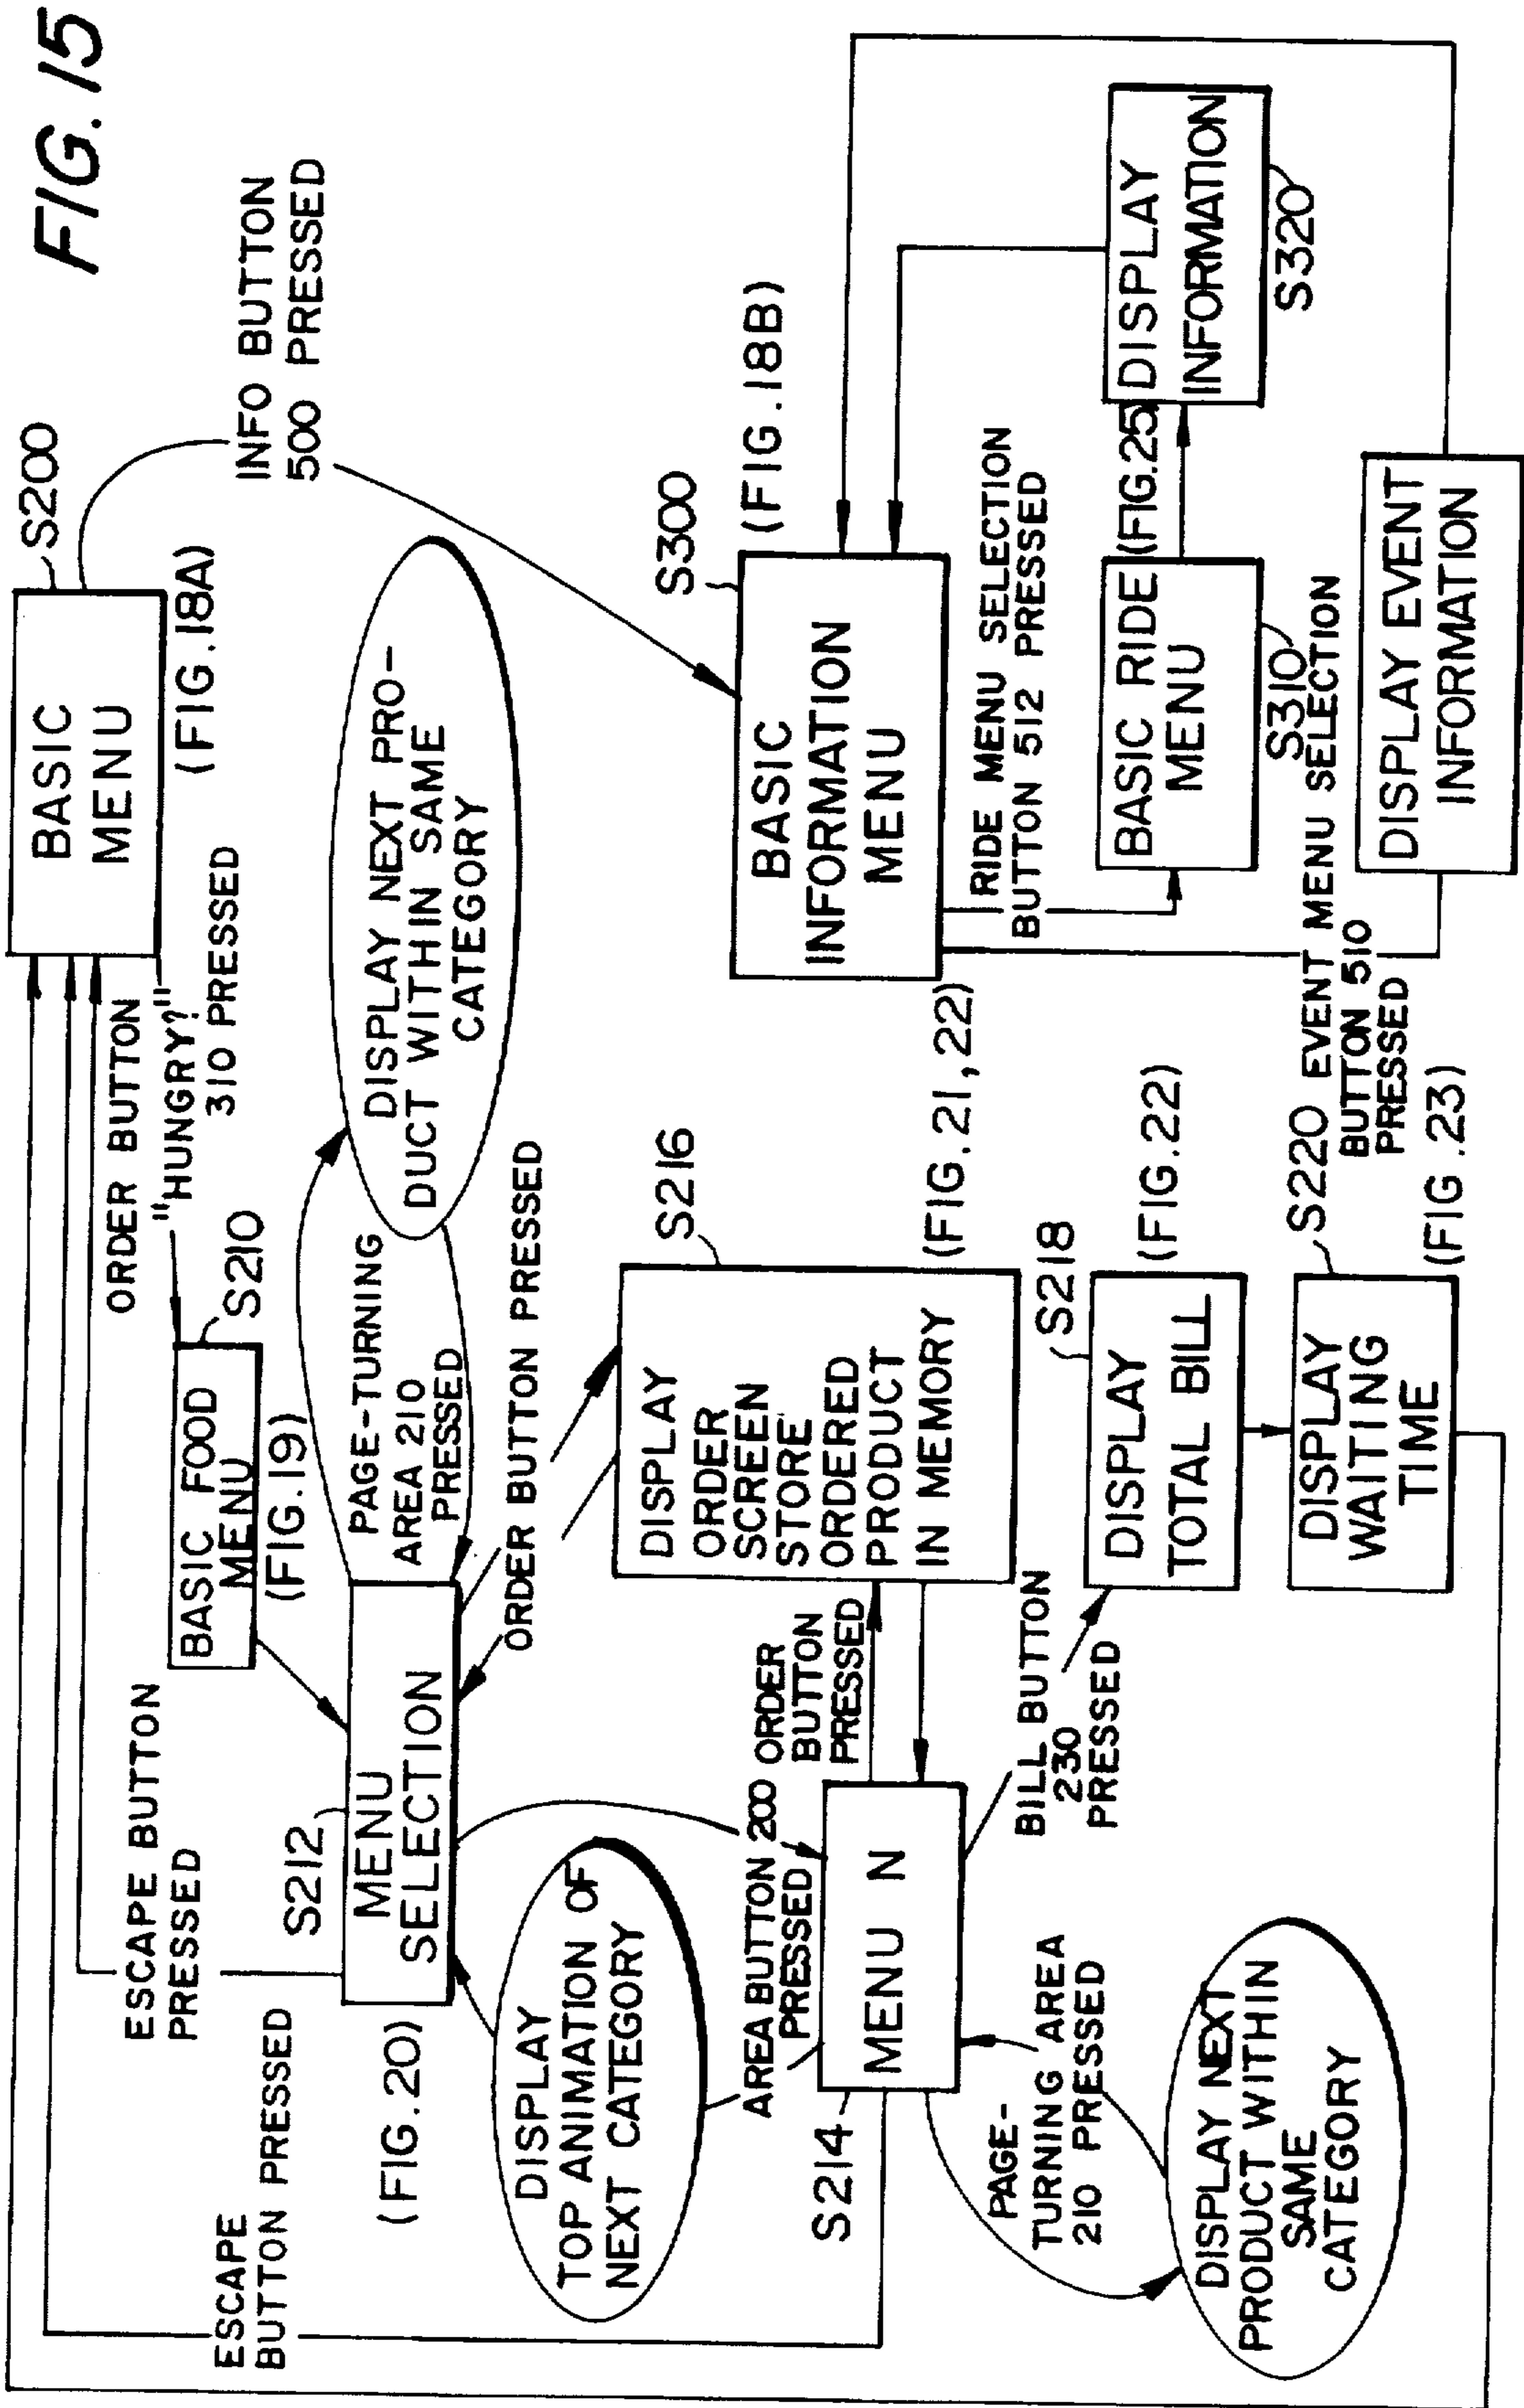 FIG. 15
BASIC
MENU
S200
(FIG. 18A)
INFO BUTTON
500 PRESSED
ORDER BUTTON
"HUNGRY?"
310 PRESSED
S210
BASIC FOOD
MENU
(FIG. 19)
ESCAPE BUTTON
PRESSED
ESCAPE
BUTTON PRESSED
S212
MENU
SELECTION
(FIG. 20)
PAGE-TURNING
AREA 210
PRESSED
DISPLAY NEXT PRO-
DUCT WITHIN SAME
CATEGORY
ORDER BUTTON PRESSED
DISPLAY
TOP ANIMATION OF
NEXT CATEGORY
AREA BUTTON 200
PRESSED
ORDER
BUTTON
PRESSED
S216
DISPLAY
ORDER
SCREEN
STORE
ORDERED
PRODUCT
IN MEMORY
(FIG. 21, 22)
S214
MENU N
PAGE-
TURNING AREA
210 PRESSED
DISPLAY NEXT
PRODUCT WITHIN
SAME
CATEGORY
BILL BUTTON
230
PRESSED
S218
DISPLAY
TOTAL BILL
(FIG. 22)
S220
DISPLAY
WAITING
TIME
(FIG. 23)
S300
BASIC
INFORMATION
MENU
(FIG. 18B)
RIDE MENU SELECTION
BUTTON 512 PRESSED
BASIC RIDE
MENU
S310
(FIG. 25)
DISPLAY
INFORMATION
S320
EVENT MENU SELECTION
BUTTON 510
PRESSED
DISPLAY EVENT
INFORMATION